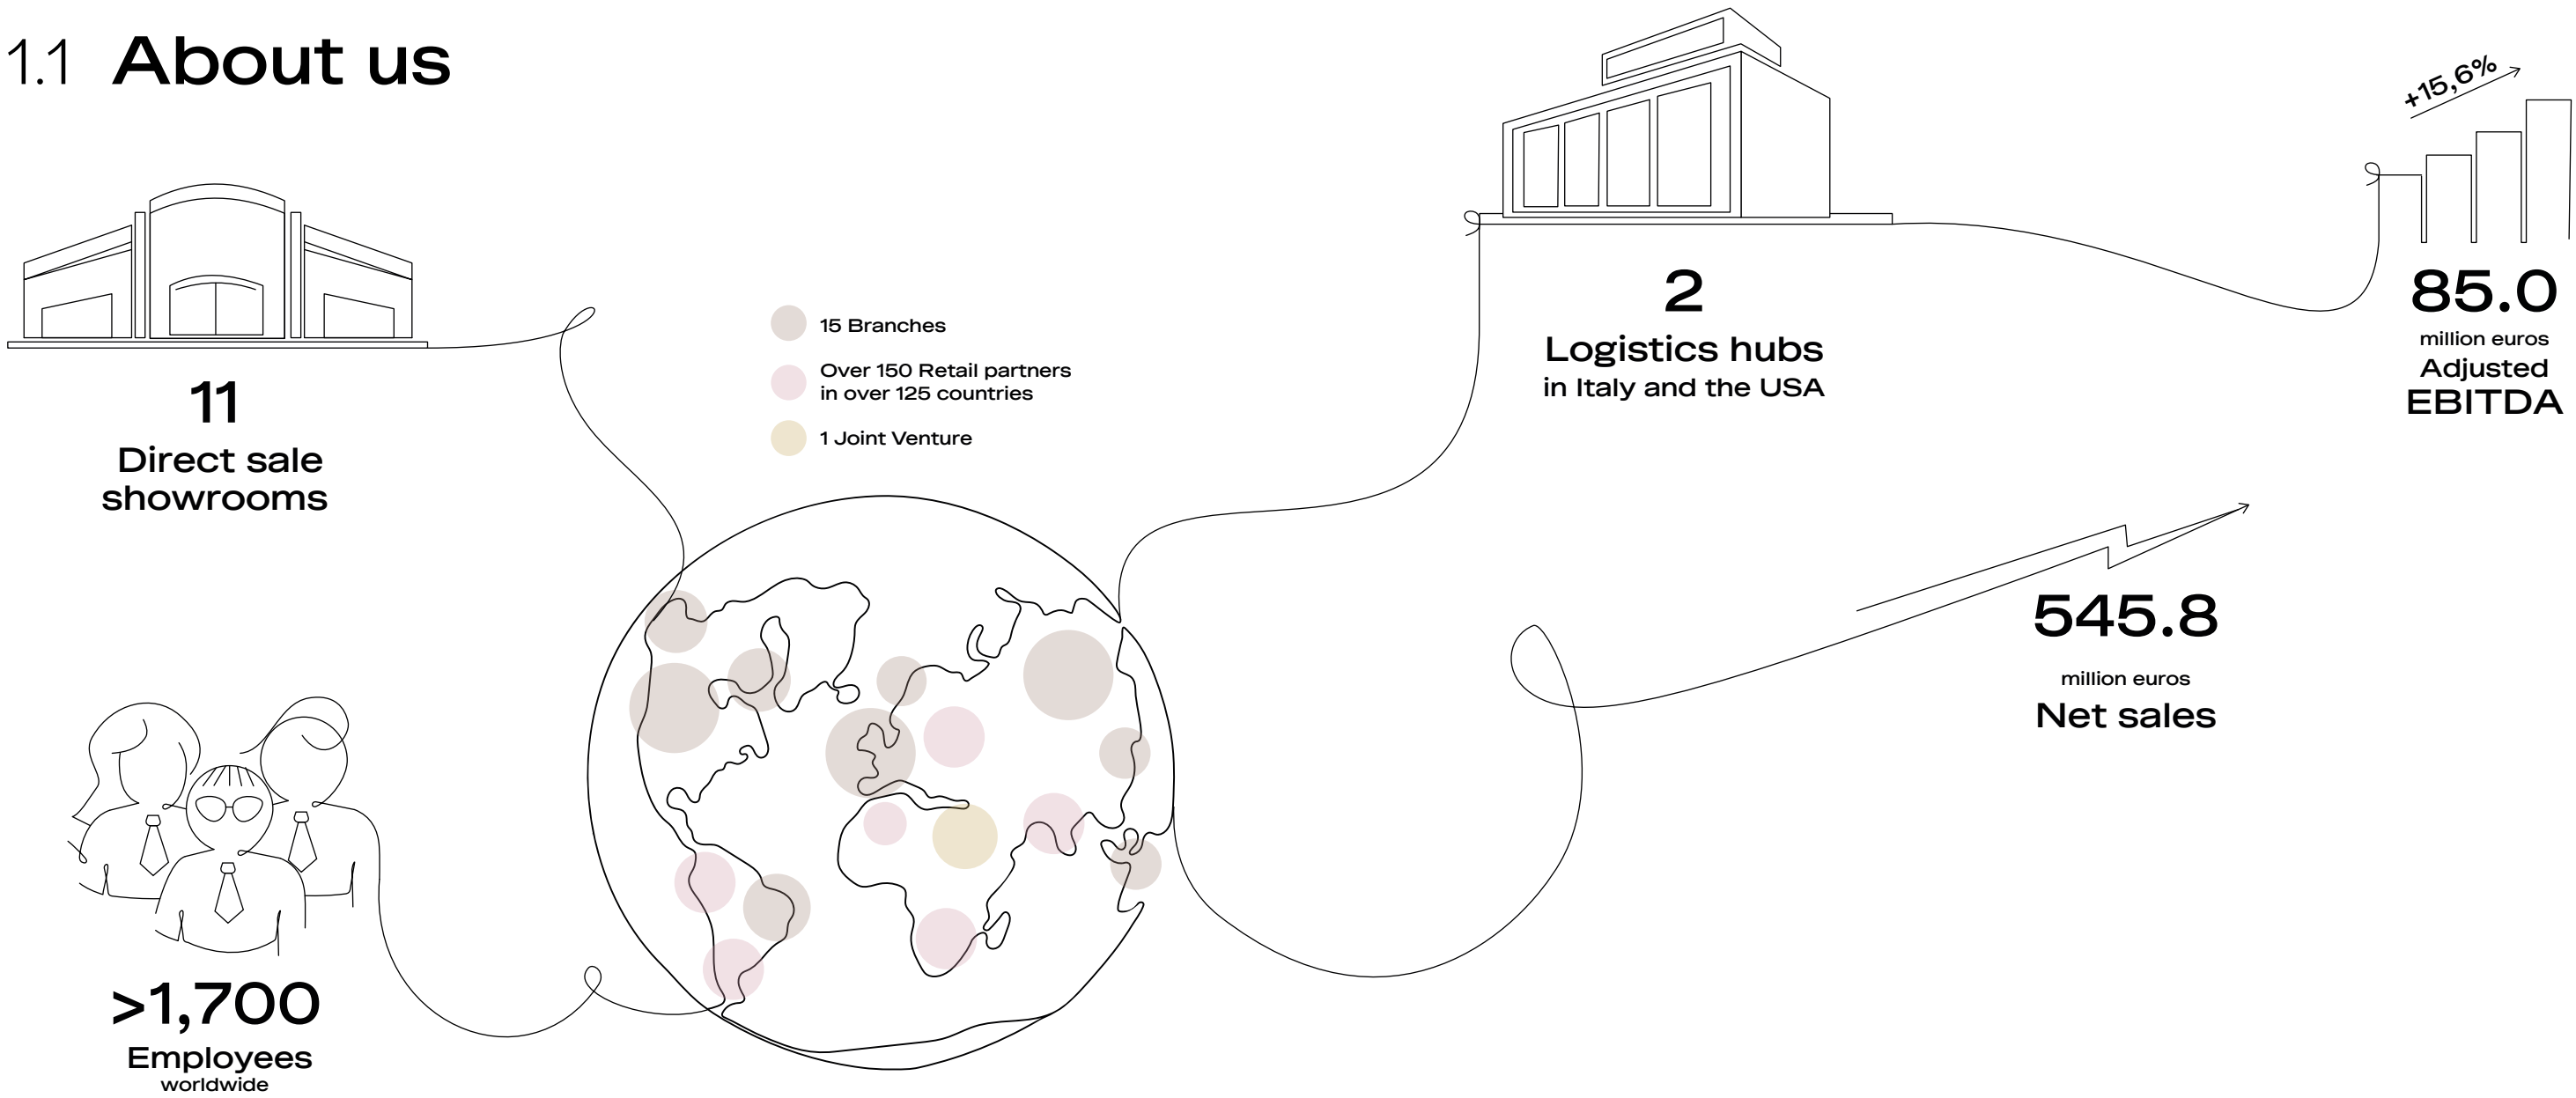 1.1 About us
11
Direct sale
showrooms
15 Branches
Over 150 Retail partners
in over 125 countries
1 Joint Venture
2
Logistics hubs
in Italy and the USA
+15,6%
85.0
million euros
Adjusted
EBITDA
545.8
million euros
Net sales
>1,700
Employees
worldwide